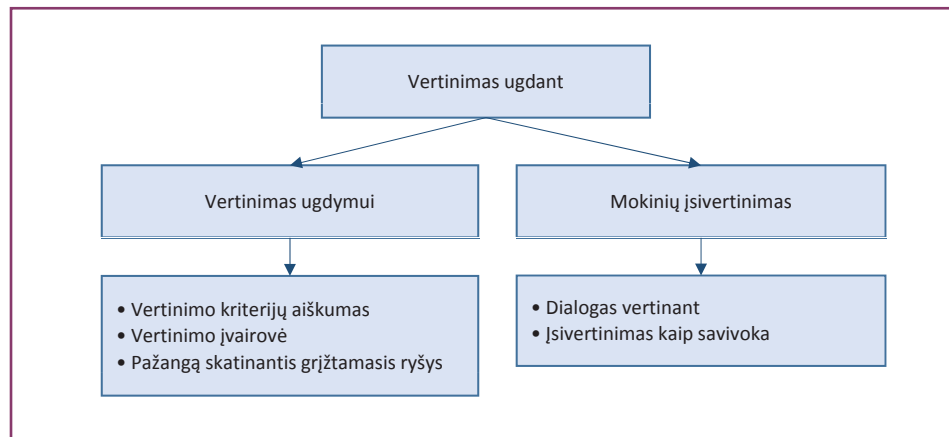 Vertinimas ugdant
Vertinimas ugdymui
Mokinių įsivertinimas
• Vertinimo kriterijų aiškumas
• Vertinimo įvairovė
• Pažangą skatinantis grįžtamasis ryšys
• Dialogas vertinant
• Įsivertinimas kaip savivoka